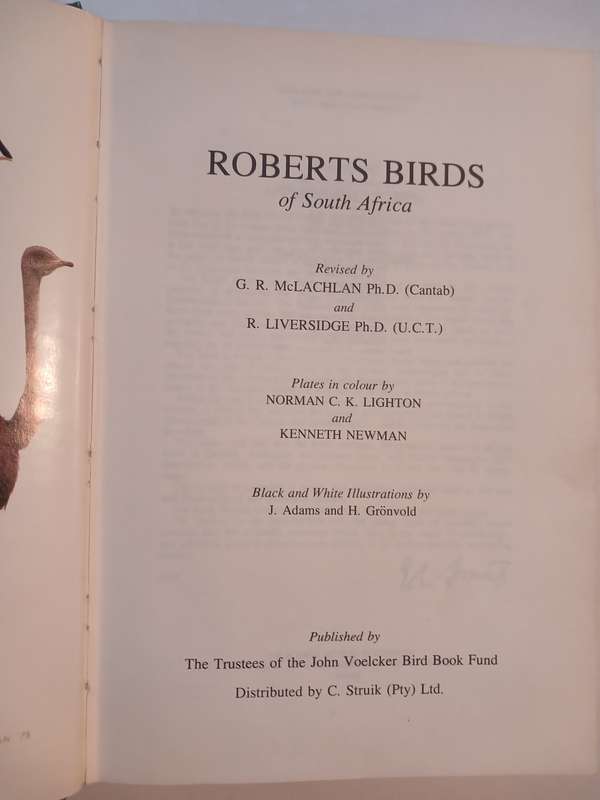 ROBERTS BIRDS
of South Africa
Revised by
G. R. McLACHLAN Ph.D. (Cantab)
and
R. LIVERSIDGE Ph.D. (U.C.T.)
Plates in colour by
NORMAN C. K. LIGHTON
and
KENNETH NEWMAN
Black and White Illustrations by
J. Adams and H. Grönvold
Published by
The Trustees of the John Voelcker Bird Book Fund
Distributed by C. Struik (Pty) Ltd.